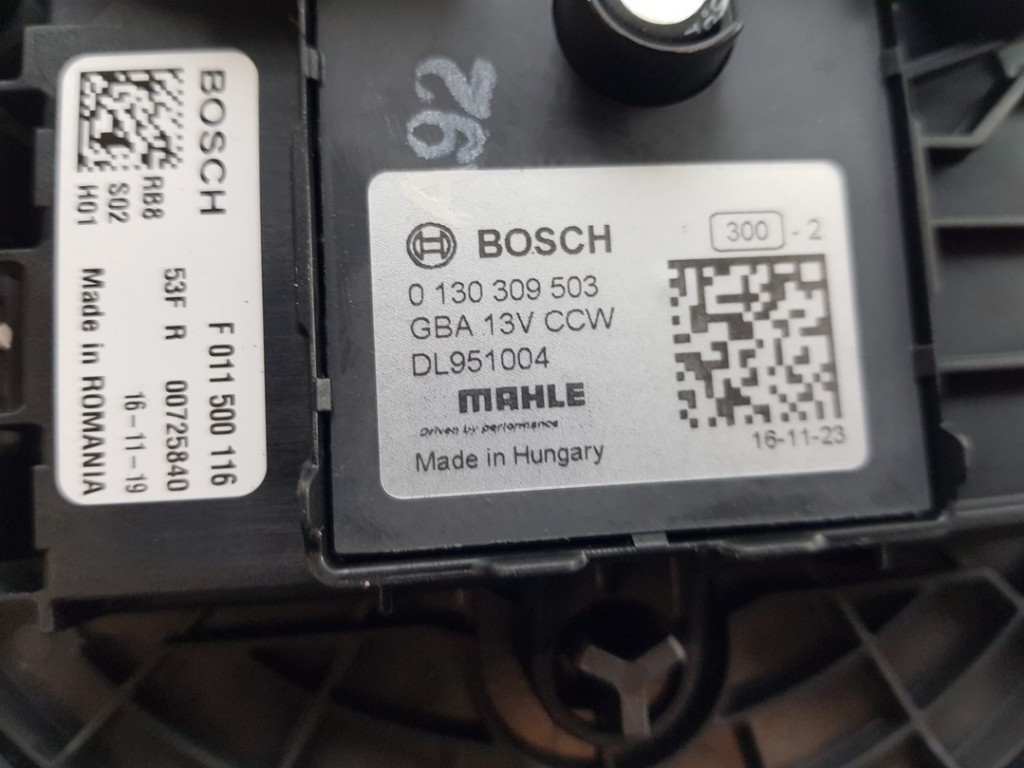 92
BOSCH
RB8
S02
H01
F 011 500 116
53F R 00725840
16-11-19
Made in ROMANIA
300 - 2
BOSCH
0 130 309 503
GBA 13V CCW
DL951004
MAHLE
Driven by performance
Made in Hungary
16-11-23